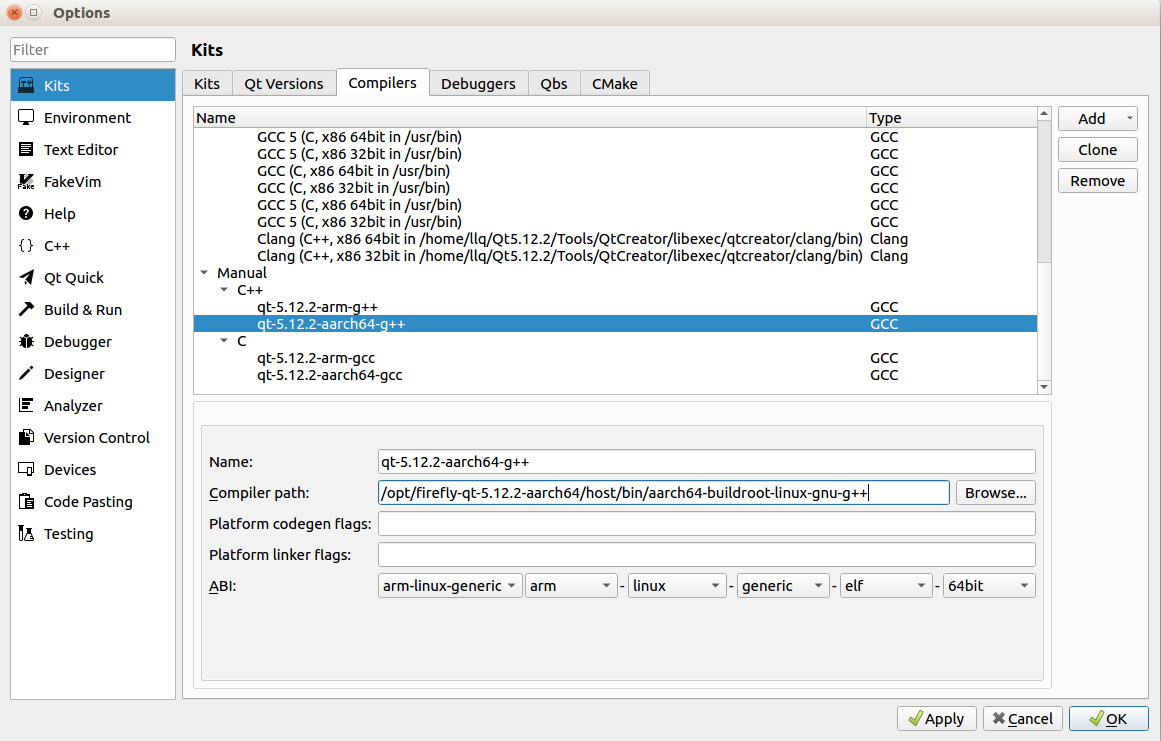 Options
Filter
Kits
Environment
Text Editor
FakeVim
Help
C++
Qt Quick
Build & Run
Debugger
Designer
Analyzer
Version Control
Devices
Code Pasting
Testing
Kits
Kits Qt Versions Compilers Debuggers Qbs CMake
Name Type
GCC 5 (C, x86 64bit in /usr/bin) GCC
GCC 5 (C, x86 32bit in /usr/bin) GCC
GCC (C, x86 64bit in /usr/bin) GCC
GCC (C, x86 32bit in /usr/bin) GCC
GCC 5 (C, x86 64bit in /usr/bin) GCC
GCC 5 (C, x86 32bit in /usr/bin) GCC
Clang (C++, x86 64bit in /home/llq/Qt5.12.2/Tools/QtCreator/libexec/qtcreator/clang/bin) Clang
Clang (C++, x86 32bit in /home/llq/Qt5.12.2/Tools/QtCreator/libexec/qtcreator/clang/bin) Clang
Manual
C++
qt-5.12.2-arm-g++ GCC
qt-5.12.2-aarch64-g++ GCC
C
qt-5.12.2-arm-gcc GCC
qt-5.12.2-aarch64-gcc GCC
Add
Clone
Remove
Name: qt-5.12.2-aarch64-g++
Compiler path: /opt/firefly-qt-5.12.2-aarch64/host/bin/aarch64-buildroot-linux-gnu-g++ Browse...
Platform codegen flags:
Platform linker flags:
ABI: arm-linux-generic arm - linux - generic - elf - 64bit
Apply Cancel OK